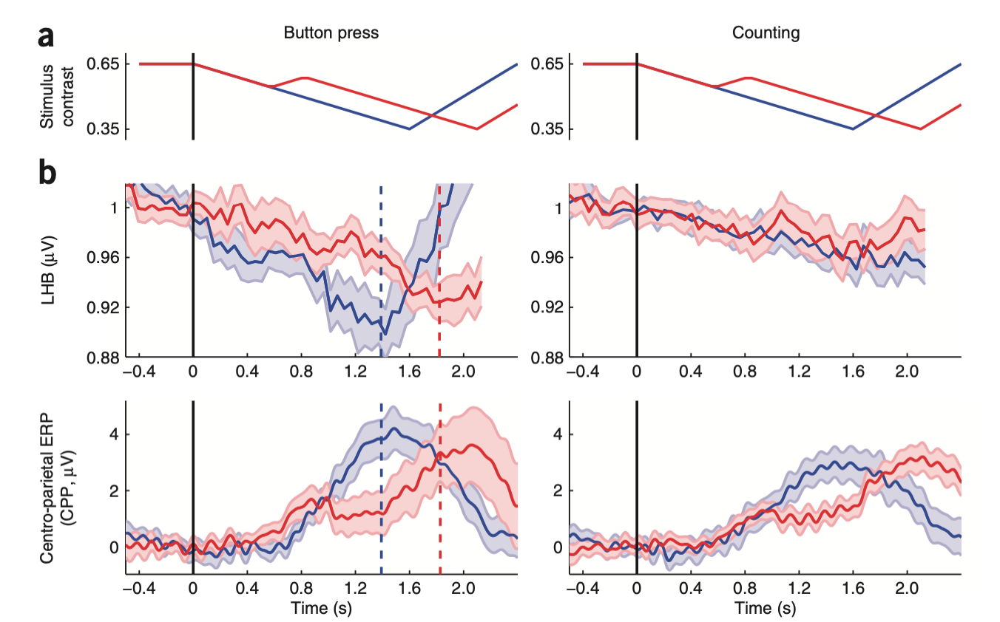 a
Button press
Counting
Stimulus
contrast
0.65
0.35
0.65
0.35
b
LHB (μV)
1
0.96
0.92
0.88
−0.4 0 0.4 0.8 1.2 1.6 2.0
1
0.96
0.92
0.88
−0.4 0 0.4 0.8 1.2 1.6 2.0
Centro-parietal ERP
(CPP, μV)
4
2
0
−0.4 0 0.4 0.8 1.2 1.6 2.0
Time (s)
4
2
0
−0.4 0 0.4 0.8 1.2 1.6 2.0
Time (s)